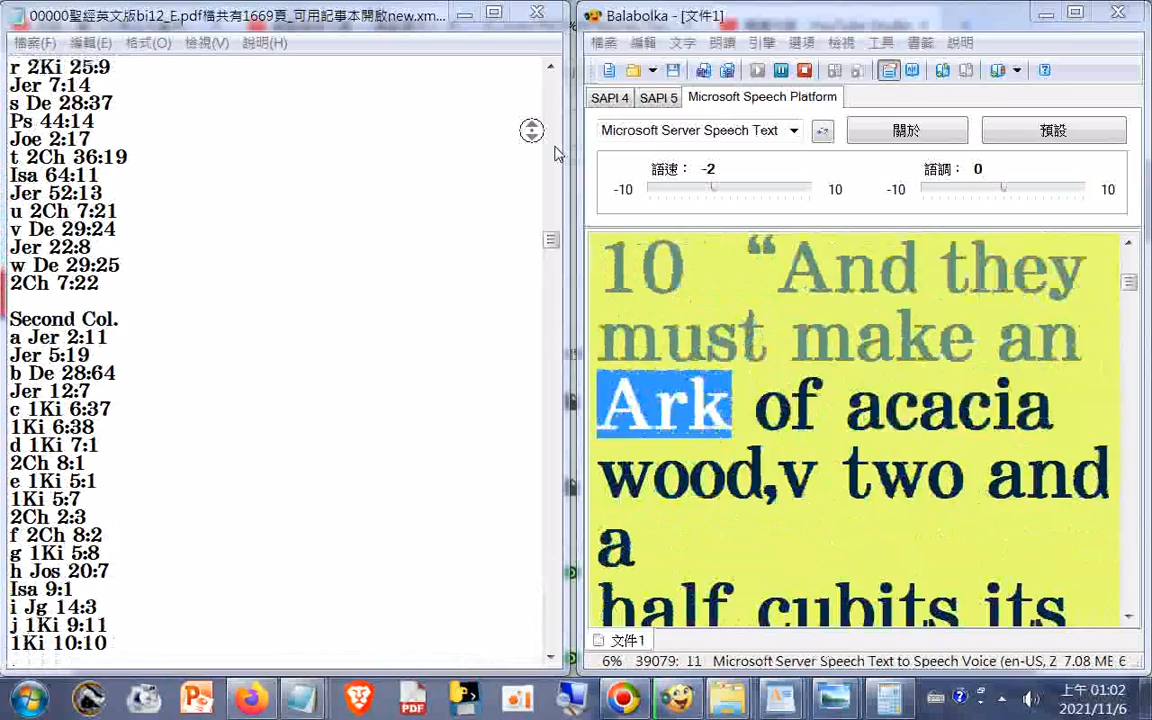 00000聖經英文版bi12_E.pdf檔共有1669頁_可用記事本開啟new.xm...
檔案(F) 編輯(E) 格式(O) 檢視(V) 說明(H)
r 2Ki 25:9
Jer 7:14
s De 28:37
Ps 44:14
Joe 2:17
t 2Ch 36:19
Isa 64:11
Jer 52:13
u 2Ch 7:21
v De 29:24
Jer 22:8
w De 29:25
2Ch 7:22
Second Col.
a Jer 2:11
Jer 5:19
b De 28:64
Jer 12:7
c 1Ki 6:37
1Ki 6:38
d 1Ki 7:1
2Ch 8:1
e 1Ki 5:1
1Ki 5:7
2Ch 2:3
f 2Ch 8:2
g 1Ki 5:8
h Jos 20:7
Isa 9:1
i Jg 14:3
j 1Ki 9:11
1Ki 10:10
Balabolka - [文件1]
檔案 編輯 文字 朗讀 引擎 選項 檢視 工具 書籤 說明
SAPI 4 SAPI 5 Microsoft Speech Platform
Microsoft Server Speech Text
關於
預設
語速： -2
語調： 0
-10 10
-10 10
10 “And they
must make an
Ark of acacia
wood,v two and
a
half cubits its
文件1
6% 39079: 11 Microsoft Server Speech Text to Speech Voice (en-US, Z 7.08 ME 6
PDF
上午 01:02
2021/11/6